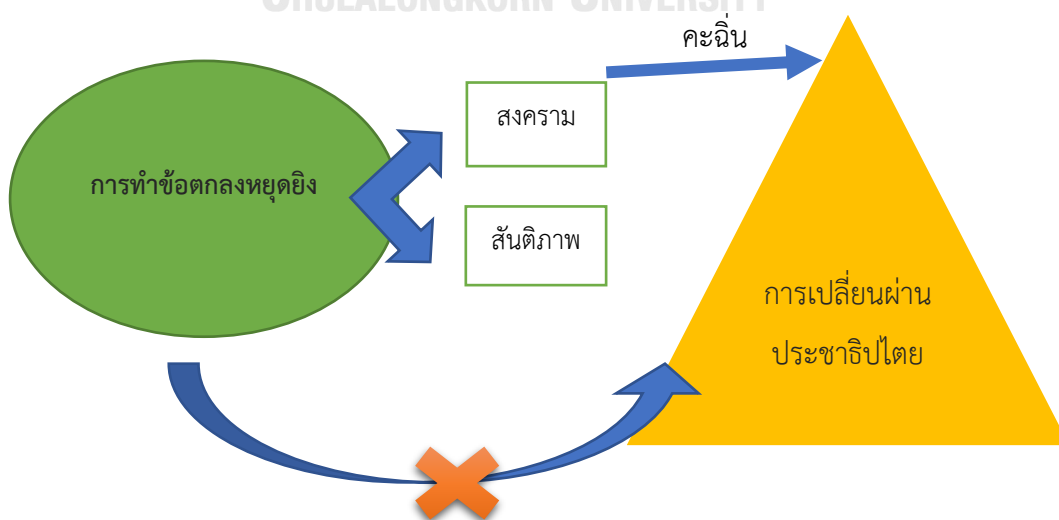 CHULALONGKORN UNIVERSITY
คะฉิ่น
สงคราม
การทำข้อตกลงหยุดยิง
สันติภาพ
การเปลี่ยนผ่าน
ประชาธิปไตย